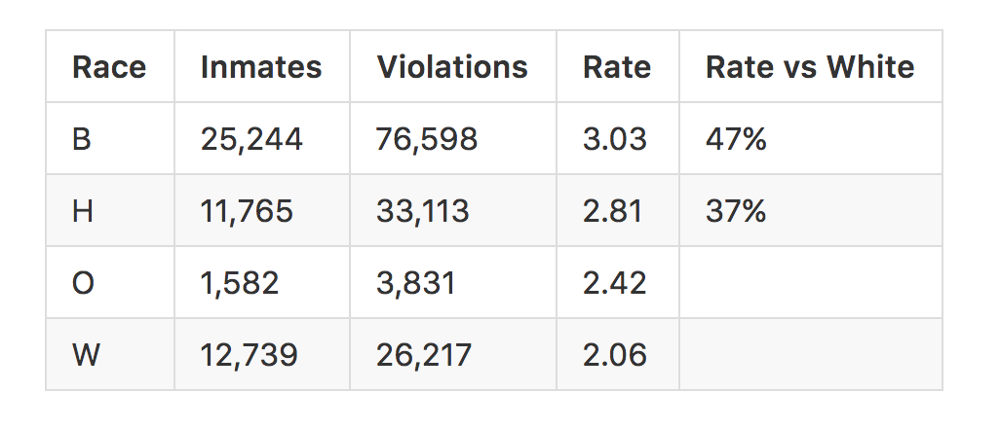 Race Inmates Violations Rate Rate vs White
B 25,244 76,598 3.03 47%
H 11,765 33,113 2.81 37%
O 1,582 3,831 2.42
W 12,739 26,217 2.06